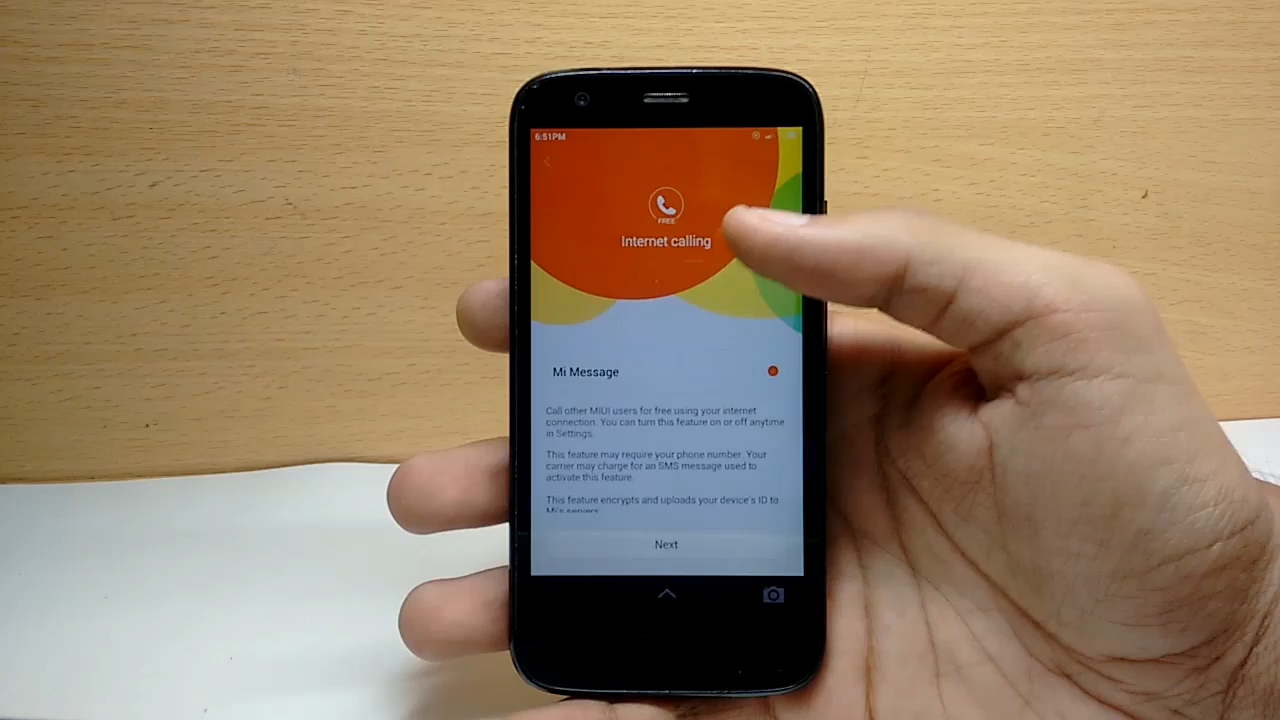 6:51PM
FREE
Internet calling
Mi Message
Call other MIUI users for free using your internet
connection. You can turn this feature on or off anytime
in Settings.
This feature may require your phone number. Your
carrier may charge for an SMS message used to
activate this feature.
This feature encrypts and uploads your device's ID to
Mi's servers
Next